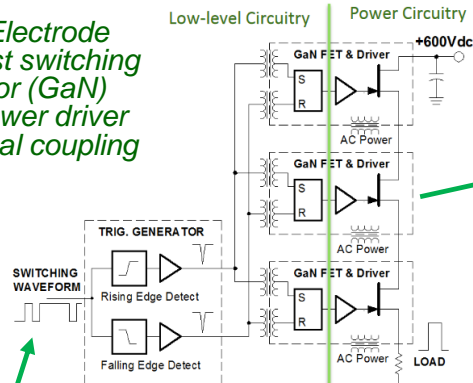 Electrode
st switching
or (GaN)
wer driver
al coupling
Low-level Circuitry
Power Circuitry
+600Vdc
GaN FET & Driver
S
R
AC Power
GaN FET & Driver
S
R
AC Power
GaN FET & Driver
S
R
AC Power
TRIG. GENERATOR
SWITCHING
WAVEFORM
Rising Edge Detect
Falling Edge Detect
LOAD